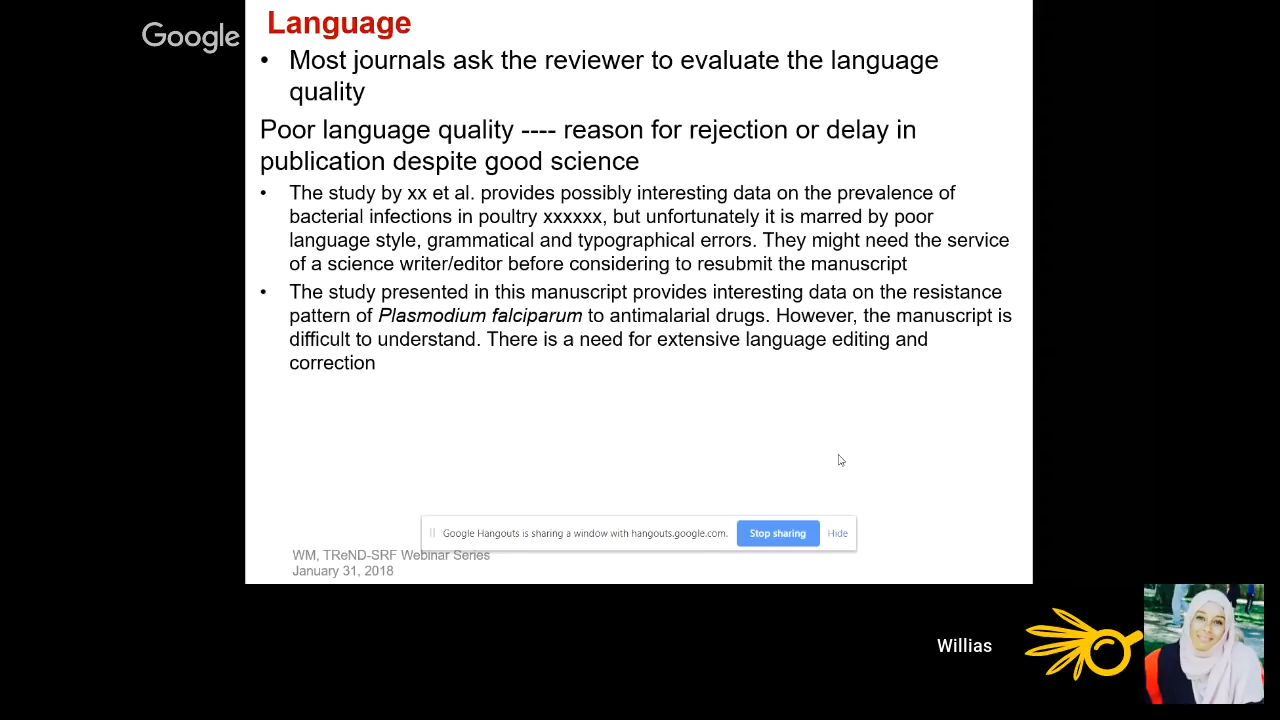 Google
Language
• Most journals ask the reviewer to evaluate the language
quality
Poor language quality ---- reason for rejection or delay in
publication despite good science
• The study by xx et al. provides possibly interesting data on the prevalence of
bacterial infections in poultry xxxxxx, but unfortunately it is marred by poor
language style, grammatical and typographical errors. They might need the service
of a science writer/editor before considering to resubmit the manuscript
• The study presented in this manuscript provides interesting data on the resistance
pattern of Plasmodium falciparum to antimalarial drugs. However, the manuscript is
difficult to understand. There is a need for extensive language editing and
correction
Google Hangouts is sharing a window with hangouts.google.com. Stop sharing Hide
WM, TReND-SRF Webinar Series
January 31, 2018
Willias